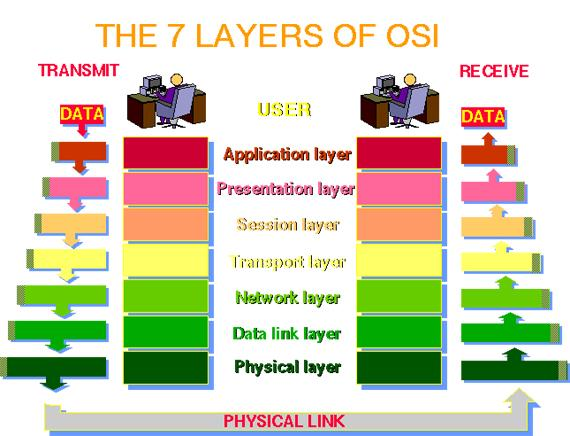 THE 7 LAYERS OF OSI
TRANSMIT
RECEIVE
DATA
USER
DATA
Application layer
Presentation layer
Session layer
Transport layer
Network layer
Data link layer
Physical layer
PHYSICAL LINK